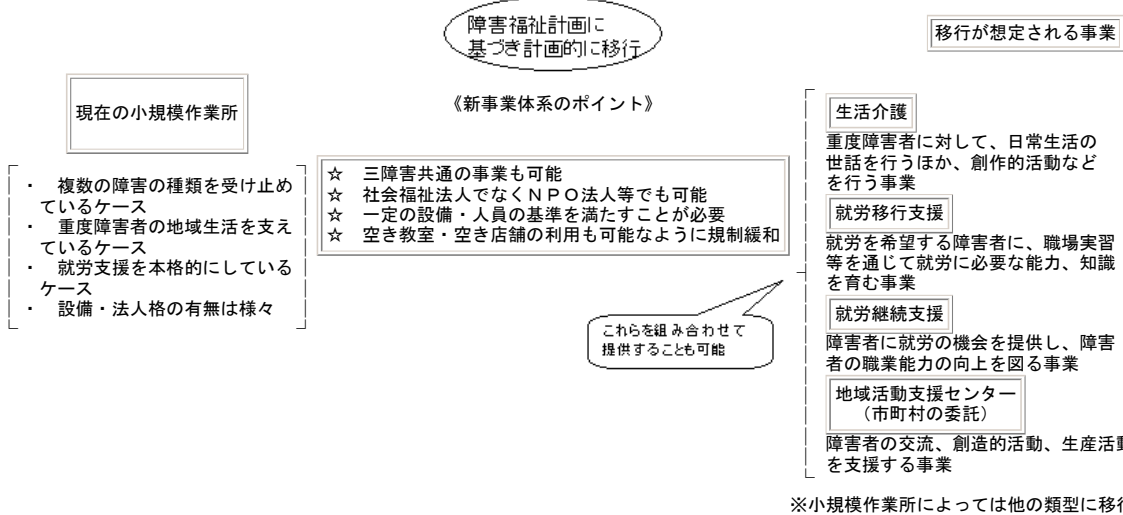 障害福祉計画に
基づき計画的に移行
移行が想定される事業
現在の小規模作業所
《新事業体系のポイント》
・ 複数の障害の種類を受け止め
ているケース
・ 重度障害者の地域生活を支え
ているケース
・ 就労支援を本格的にしている
ケース
・ 設備・法人格の有無は様々
☆ 三障害共通の事業も可能
☆ 社会福祉法人でなくNPO法人等でも可能
☆ 一定の設備・人員の基準を満たすことが必要
☆ 空き教室・空き店舗の利用も可能なように規制緩和
これらを組み合わせて
提供することも可能
生活介護
重度障害者に対して、日常生活の
世話を行うほか、創作的活動など
を行う事業
就労移行支援
就労を希望する障害者に、職場実習
等を通じて就労に必要な能力、知識
を育む事業
就労継続支援
障害者に就労の機会を提供し、障害
者の職業能力の向上を図る事業
地域活動支援センター
(市町村の委託)
障害者の交流、創造的活動、生産活動
を支援する事業
※小規模作業所によっては他の類型に移行